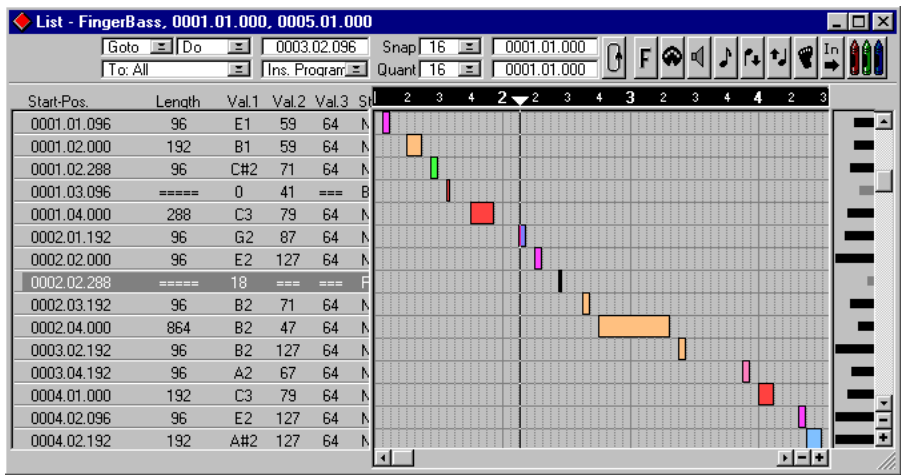 List - FingerBass, 0001.01.000, 0005.01.000
Goto Do 0003.02.096 Snap 16 0001.01.000 F In
To: All Ins. Program Quant 16 0001.01.000
Start-Pos. Length Val.1 Val.2 Val.3 St 2 3 4 2 2 3 4 3 2 3 4 4 2 3
0001.01.096 96 E1 59 64 N
0001.02.000 192 B1 59 64 N
0001.02.288 96 C#2 71 64 N
0001.03.096 ===== 0 41 === B
0001.04.000 288 C3 79 64 N
0002.01.192 96 G2 87 64 N
0002.02.000 96 E2 127 64 N
0002.02.288 ===== 18 === === F
0002.03.192 96 B2 71 64 N
0002.04.000 864 B2 47 64 N
0003.02.192 96 B2 127 64 N
0003.04.192 96 A2 67 64 N
0004.01.000 192 C3 79 64 N
0004.02.096 96 E2 127 64 N
0004.02.192 192 A#2 127 64 N